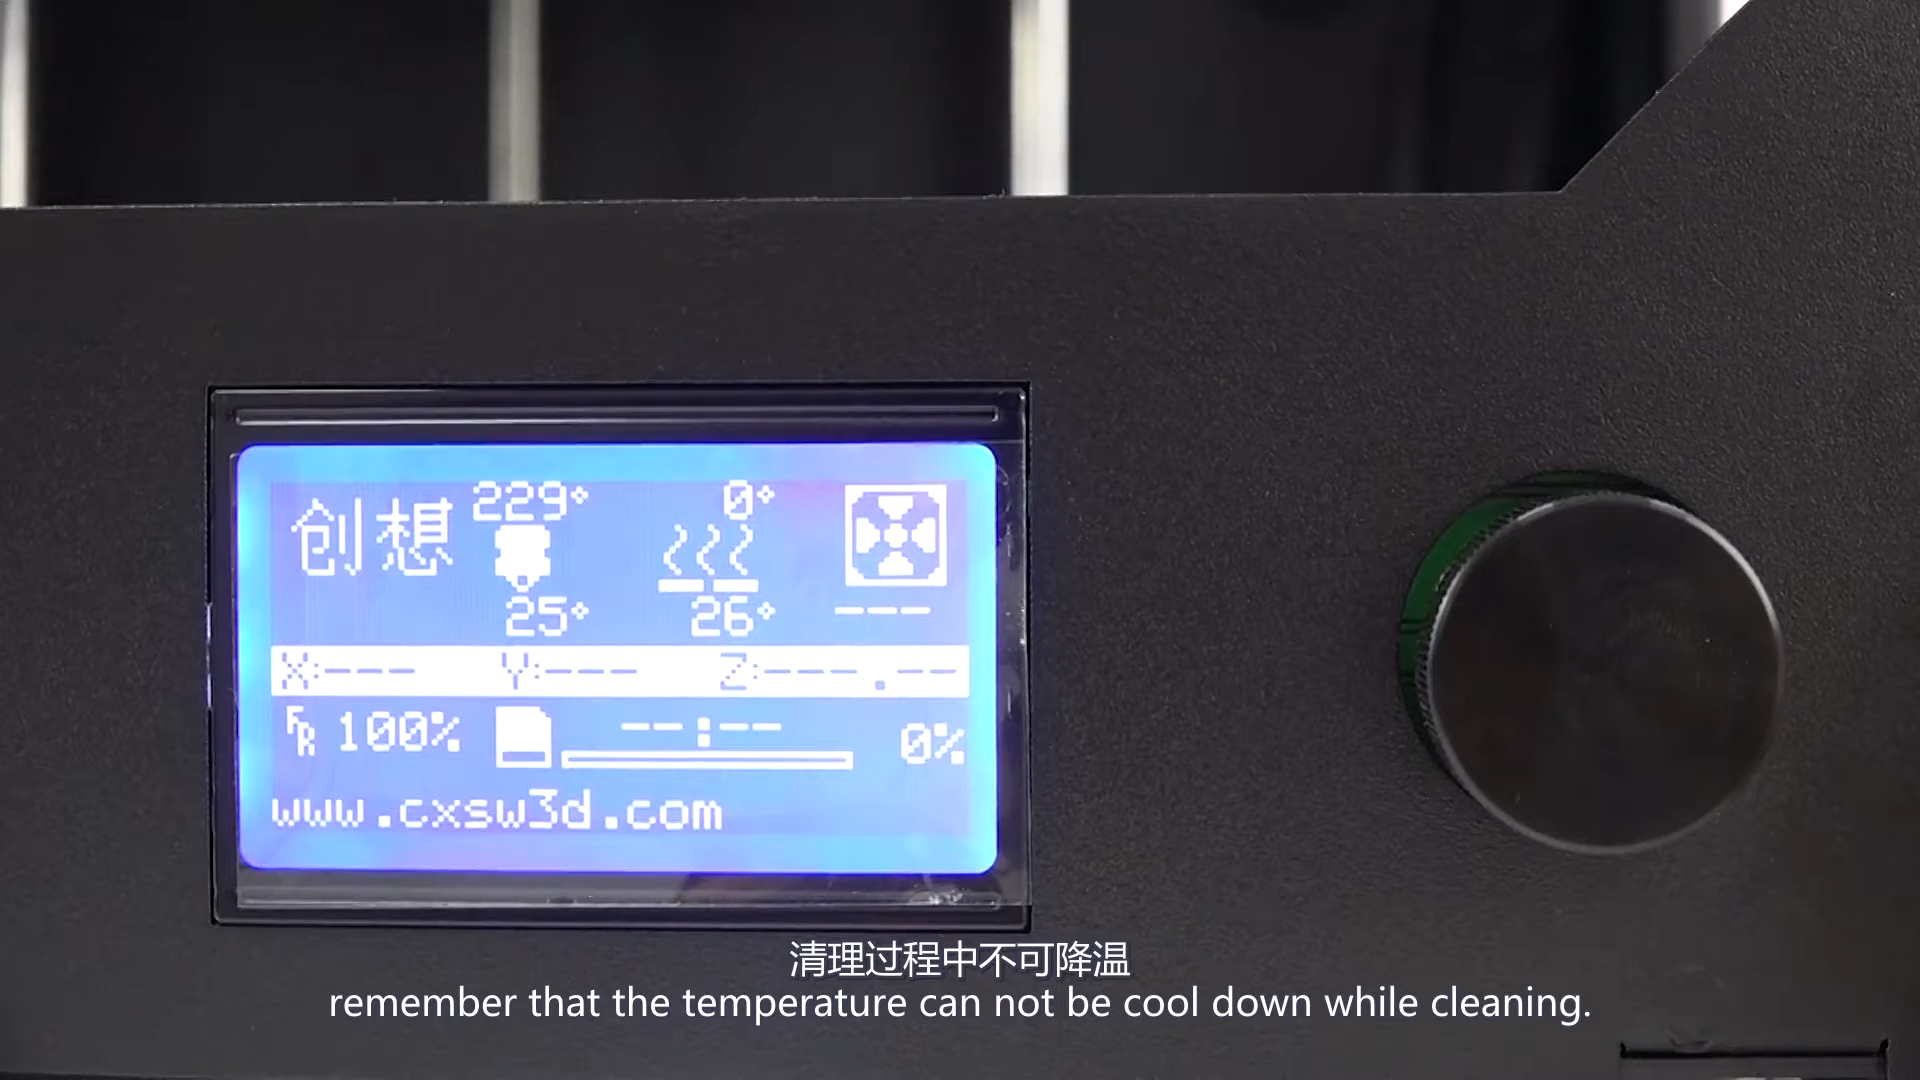 创想 229° 0°
25° 26° ---
X:--- Y:--- Z:---.--
FR 100% --:-- 0%
www.cxsw3d.com
清理过程中不可降温
remember that the temperature can not be cool down while cleaning.